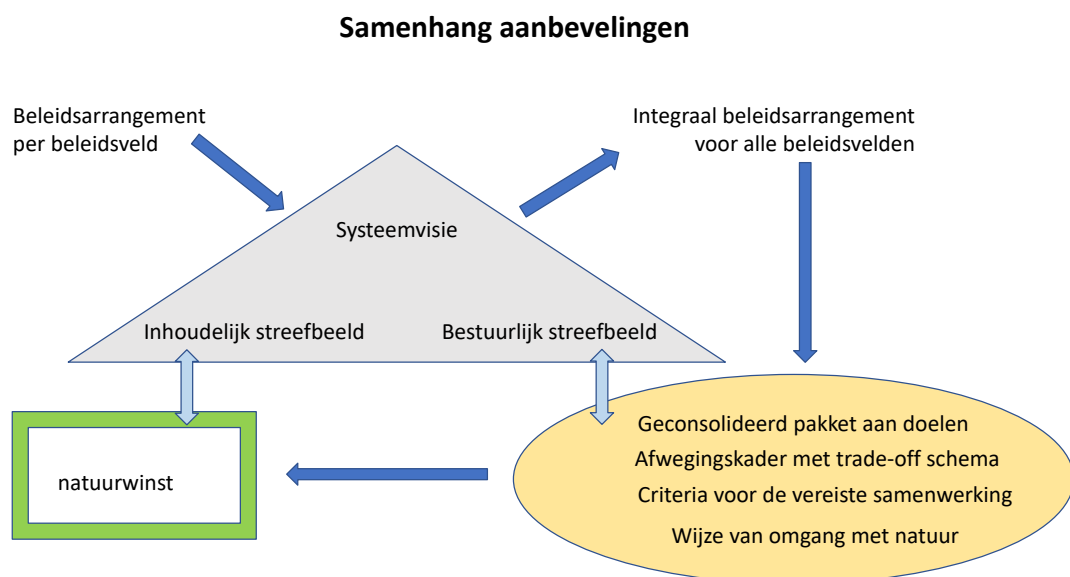 Samenhang aanbevelingen
Beleidsarrangement
per beleidsveld
Integraal beleidsarrangement
voor alle beleidsvelden
Systeemvisie
Inhoudelijk streefbeeld
Bestuurlijk streefbeeld
natuurwinst
Geconsolideerd pakket aan doelen
Afwegingskader met trade-off schema
Criteria voor de vereiste samenwerking
Wijze van omgang met natuur